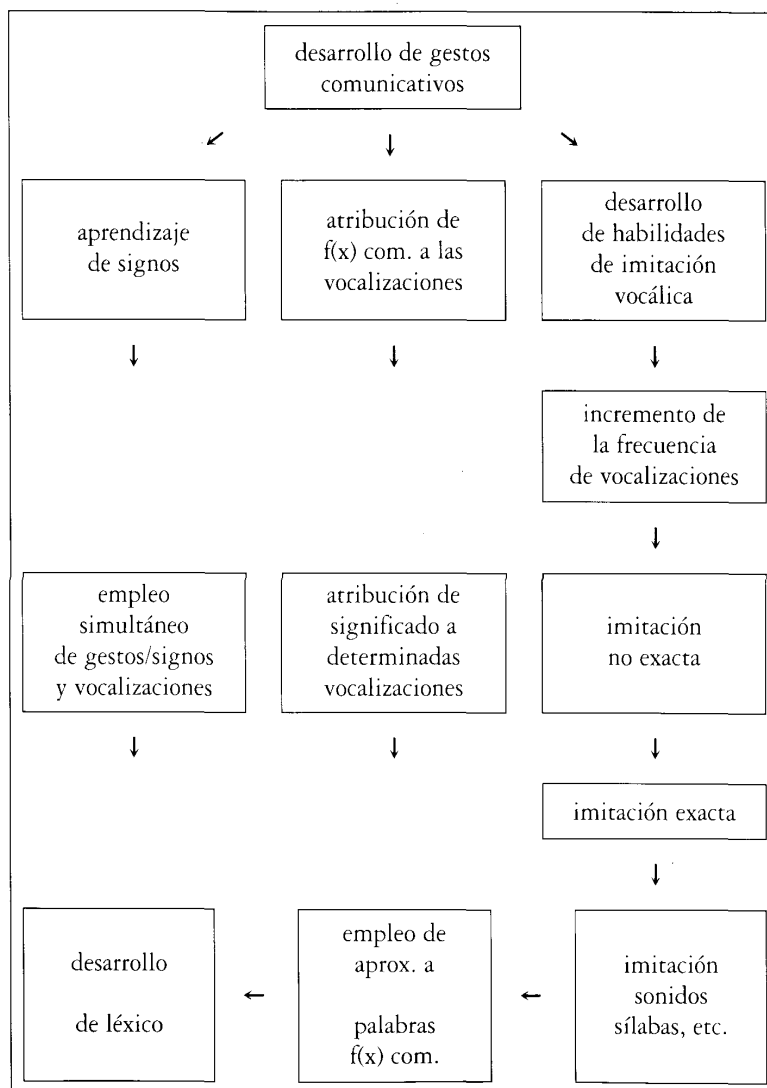 desarrollo de gestos
comunicativos
aprendizaje
de signos
atribución de
f(x) com. a las
vocalizaciones
desarrollo
de habilidades
de imitación
vocálica
incremento de
la frecuencia
de vocalizaciones
empleo
simultáneo
de gestos/signos
y vocalizaciones
atribución de
significado a
determinadas
vocalizaciones
imitación
no exacta
imitación exacta
desarrollo
de léxico
empleo de
aprox. a
palabras
f(x) com.
imitación
sonidos
sílabas, etc.